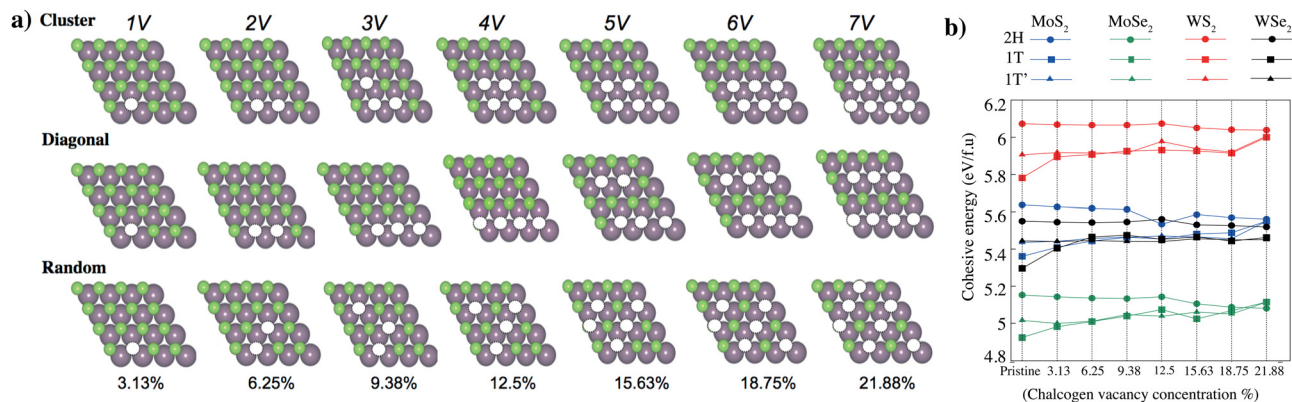 a)
Cluster 1V 2V 3V 4V 5V 6V 7V
Diagonal
Random
3.13% 6.25% 9.38% 12.5% 15.63% 18.75% 21.88%
b)
MoS2 MoSe2 WS2 WSe2
2H
1T
1T'
6.2
6
5.8
5.6
5.4
5.2
5
4.8
Cohesive energy (eV/f.u)
Pristine 3.13 6.25 9.38 12.5 15.63 18.75 21.88
(Chalcogen vacancy concentration %)